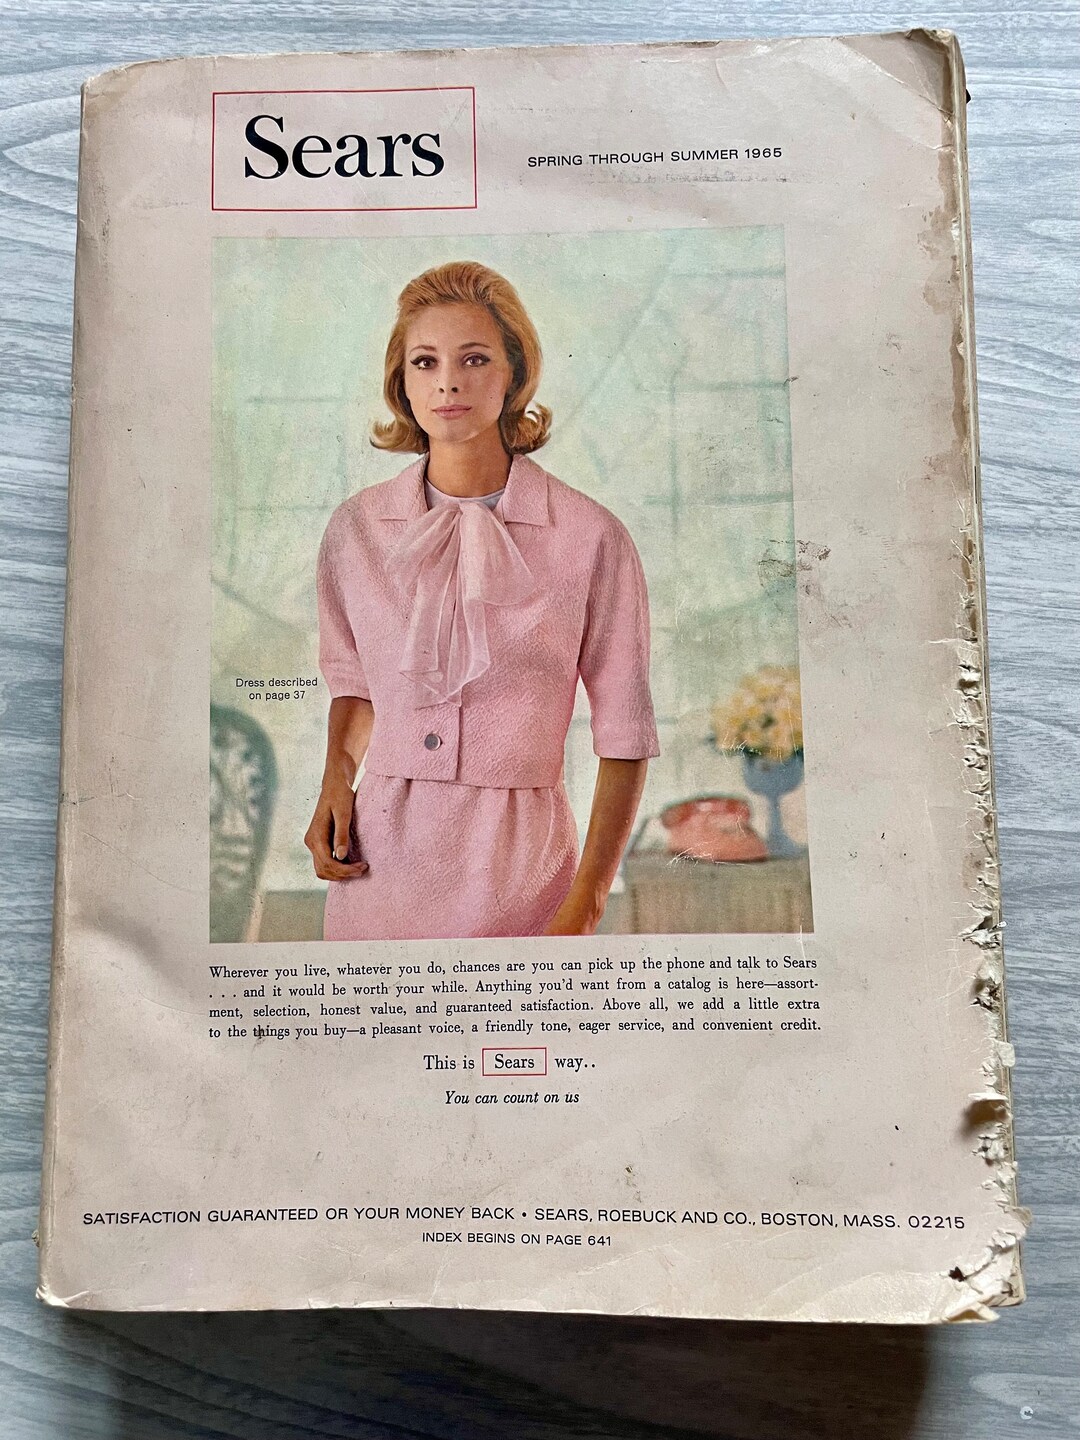 Sears
SPRING THROUGH SUMMER 1965
Dress described
on page 37
Wherever you live, whatever you do, chances are you can pick up the phone and talk to Sears
. . . and it would be worth your while. Anything you'd want from a catalog is here—assort-
ment, selection, honest value, and guaranteed satisfaction. Above all, we add a little extra
to the things you buy—a pleasant voice, a friendly tone, eager service, and convenient credit.
This is Sears way..
You can count on us
SATISFACTION GUARANTEED OR YOUR MONEY BACK • SEARS, ROEBUCK AND CO., BOSTON, MASS. 02215
INDEX BEGINS ON PAGE 641